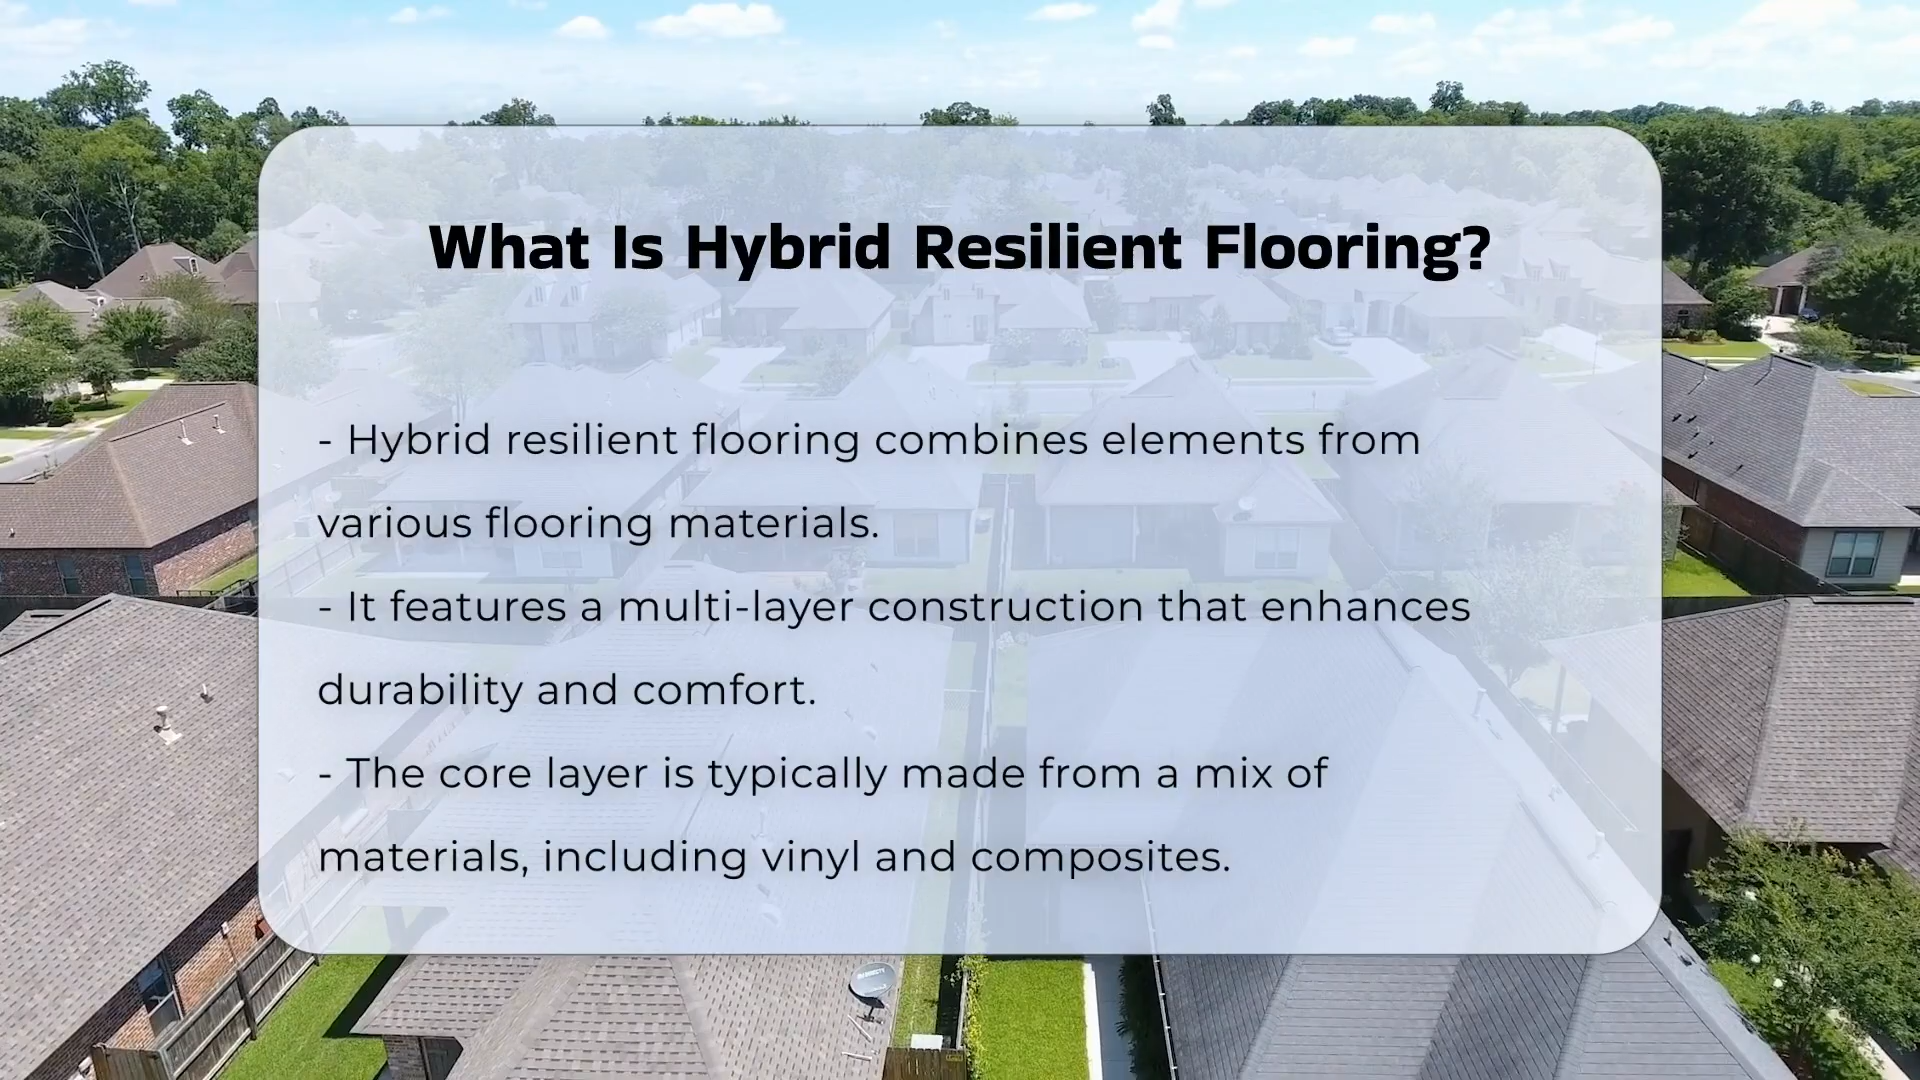 What Is Hybrid Resilient Flooring?
- Hybrid resilient flooring combines elements from
various flooring materials.
- It features a multi-layer construction that enhances
durability and comfort.
- The core layer is typically made from a mix of
materials, including vinyl and composites.